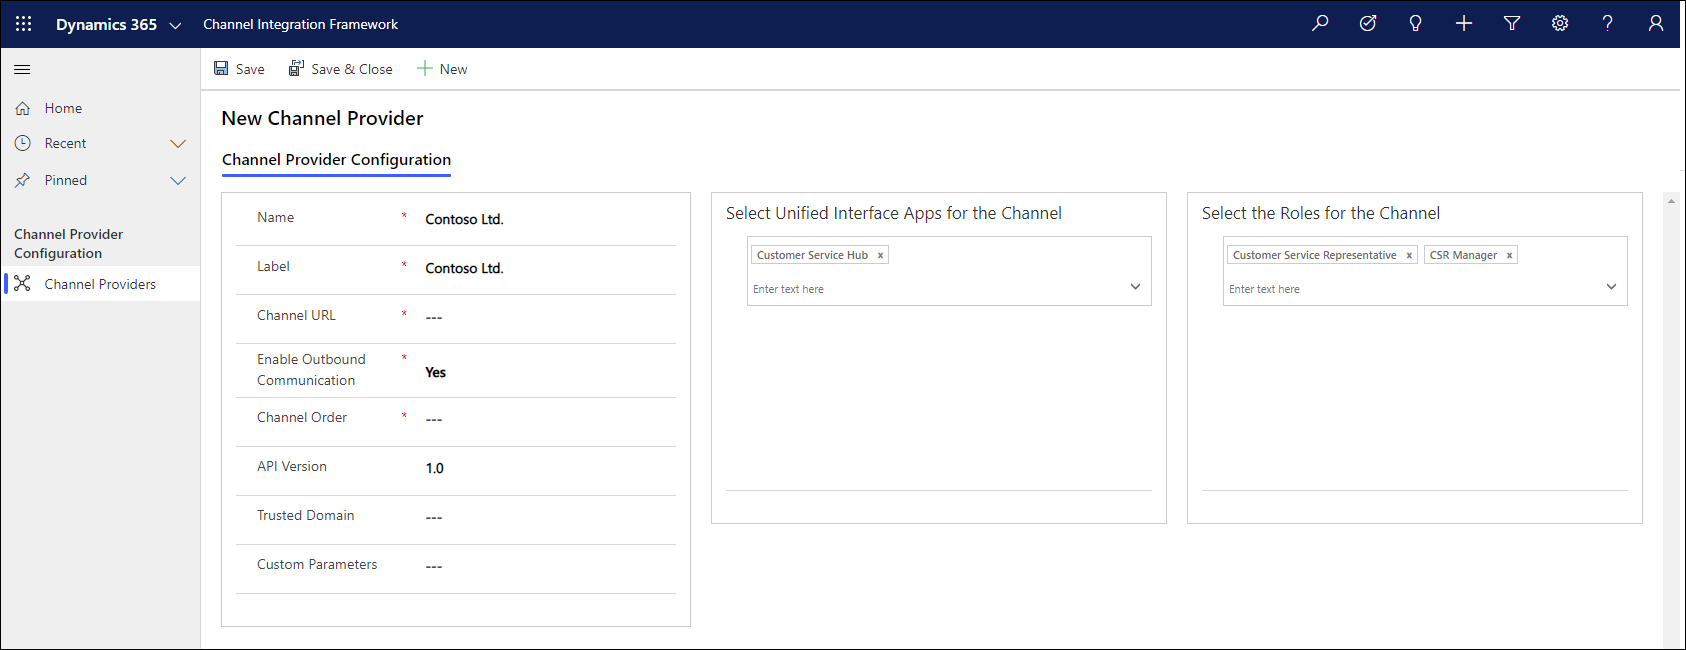 Dynamics 365 Channel Integration Framework
Save Save & Close New
Home
Recent
Pinned
Channel Provider
Configuration
Channel Providers
New Channel Provider
Channel Provider Configuration
Name * Contoso Ltd.
Label * Contoso Ltd.
Channel URL * ---
Enable Outbound
Communication * Yes
Channel Order * ---
API Version 1.0
Trusted Domain ---
Custom Parameters ---
Select Unified Interface Apps for the Channel
Customer Service Hub x
Enter text here
Select the Roles for the Channel
Customer Service Representative x CSR Manager x
Enter text here